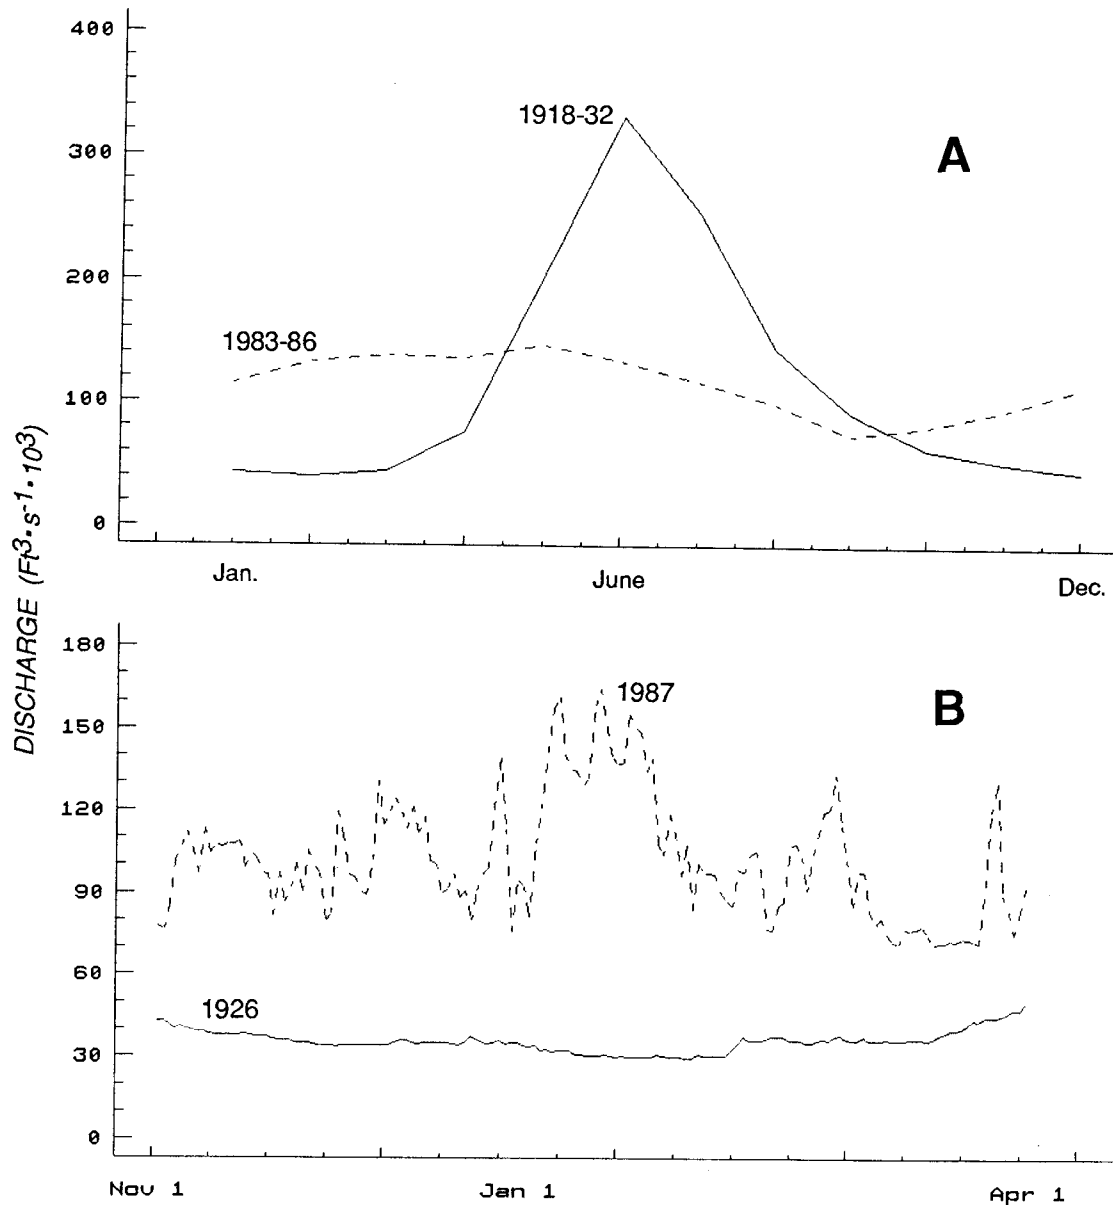 400
1918-32
A
300
200
1983-86
100
0
Jan.
June
Dec.
DISCHARGE (Ft³·s⁻¹·10³)
180
1987
B
150
120
90
60
1926
30
0
Nov 1
Jan 1
Apr 1